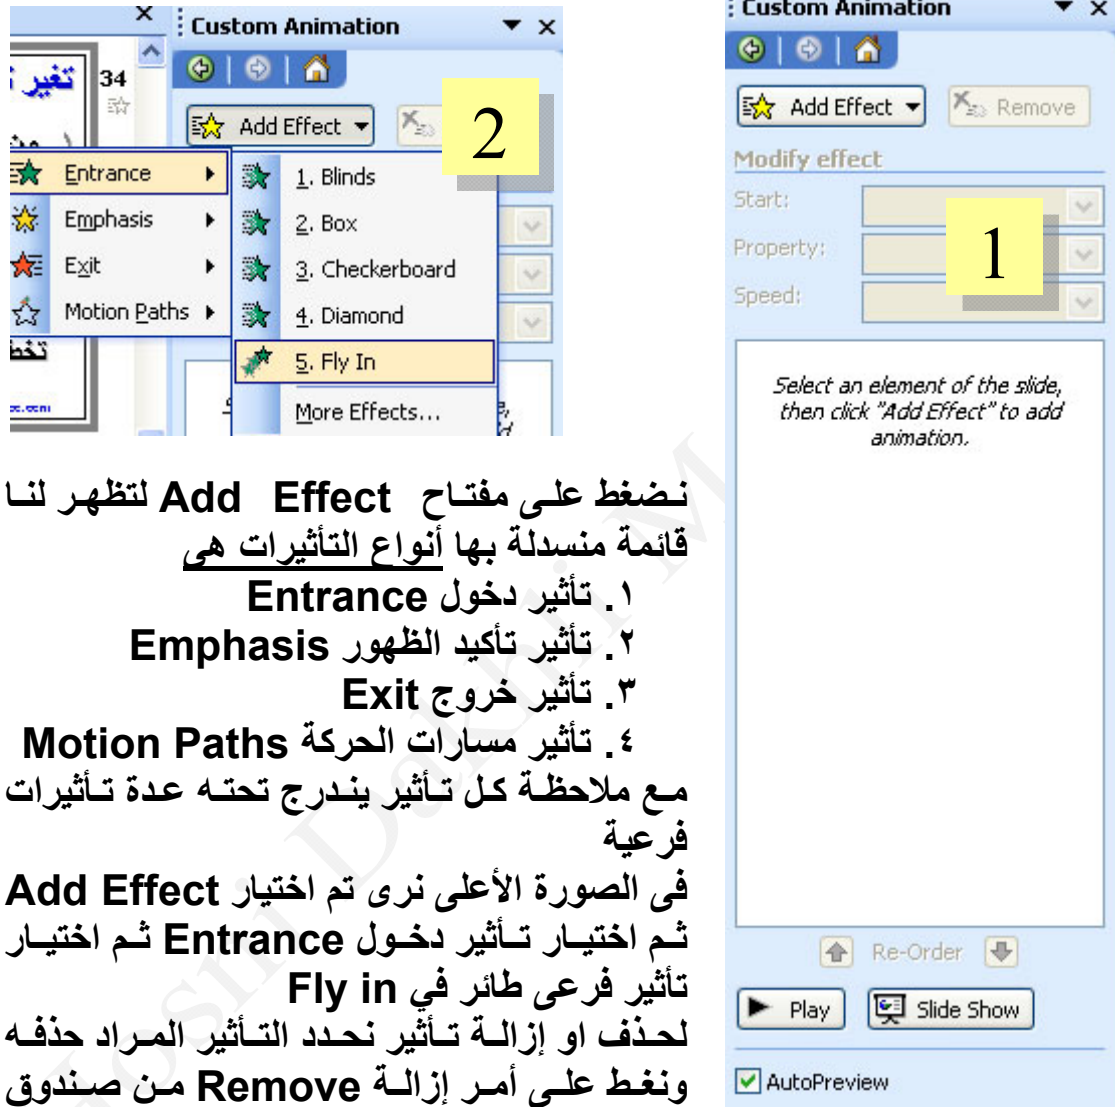 Custom Animation
Add Effect
2
34
تغير
Entrance
Emphasis
Exit
Motion Paths
1. Blinds
2. Box
3. Checkerboard
4. Diamond
5. Fly In
More Effects...
Custom Animation
Add Effect
Remove
Modify effect
Start:
Property:
Speed:
1
Select an element of the slide,
then click "Add Effect" to add
animation.
Re-Order
Play
Slide Show
AutoPreview
نضغط على مفتاح Add Effect لتظهر لنا
قائمة منسدلة بها أنواع التأثيرات هى
١. تأثير دخول Entrance
٢. تأثير تأكيد الظهور Emphasis
٣. تأثير خروج Exit
٤. تأثير مسارات الحركة Motion Paths
مع ملاحظة كل تأثير يندرج تحته عدة تأثيرات
فرعية
فى الصورة الأعلى نرى تم اختيار Add Effect
ثم اختيار تأثير دخول Entrance ثم اختيار
تأثير فرعى طائر في Fly in
لحذف او إزالة تأثير نحدد التأثير المراد حذفه
ونغط على أمر إزالة Remove من صندوق